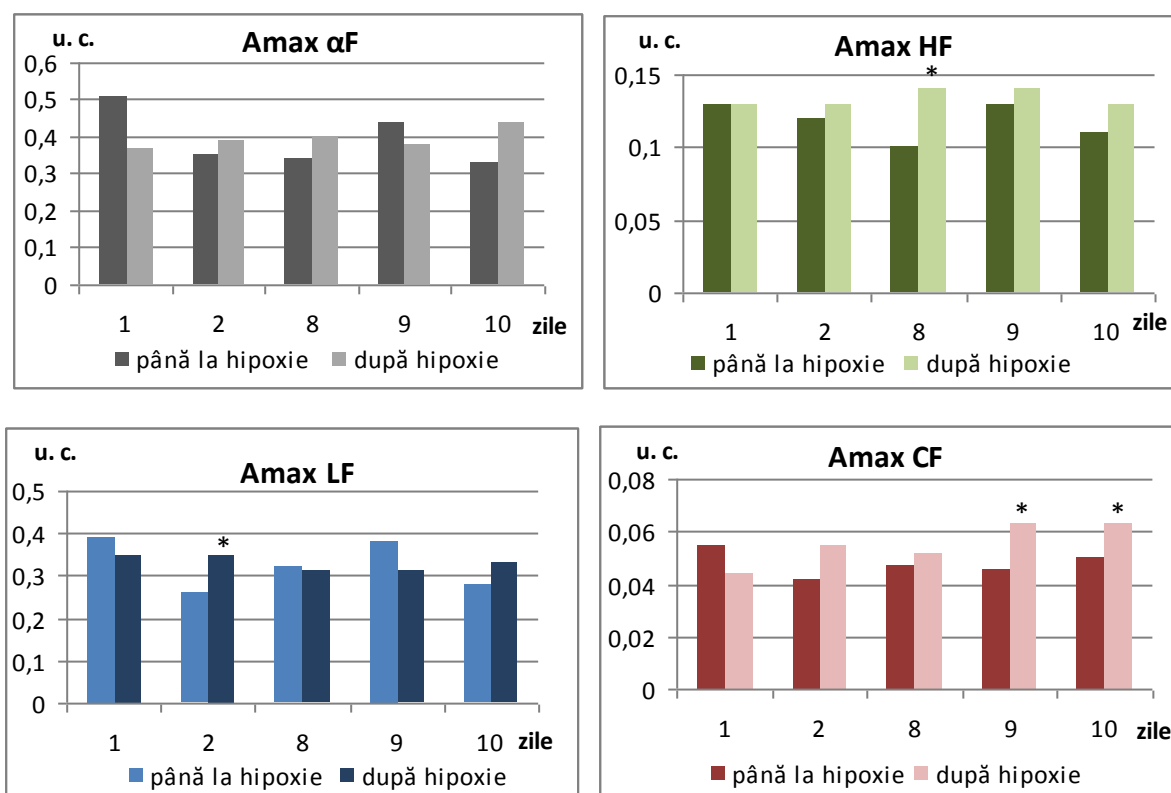 u. c.
Amax αF
0,6
0,5
0,4
0,3
0,2
0,1
0
1 2 8 9 10
până la hipoxie după hipoxie
Amax HF
0,15
*
0,1
0,05
0
1 2 8 9 10 zile
până la hipoxie după hipoxie
u. c.
Amax LF
0,5
0,4
*
0,3
0,2
0,1
0
1 2 8 9 10 zile
până la hipoxie după hipoxie
u. c.
Amax CF
0,08
* *
0,06
0,04
0,02
0
1 2 8 9 10 zile
până la hipoxie după hipoxie